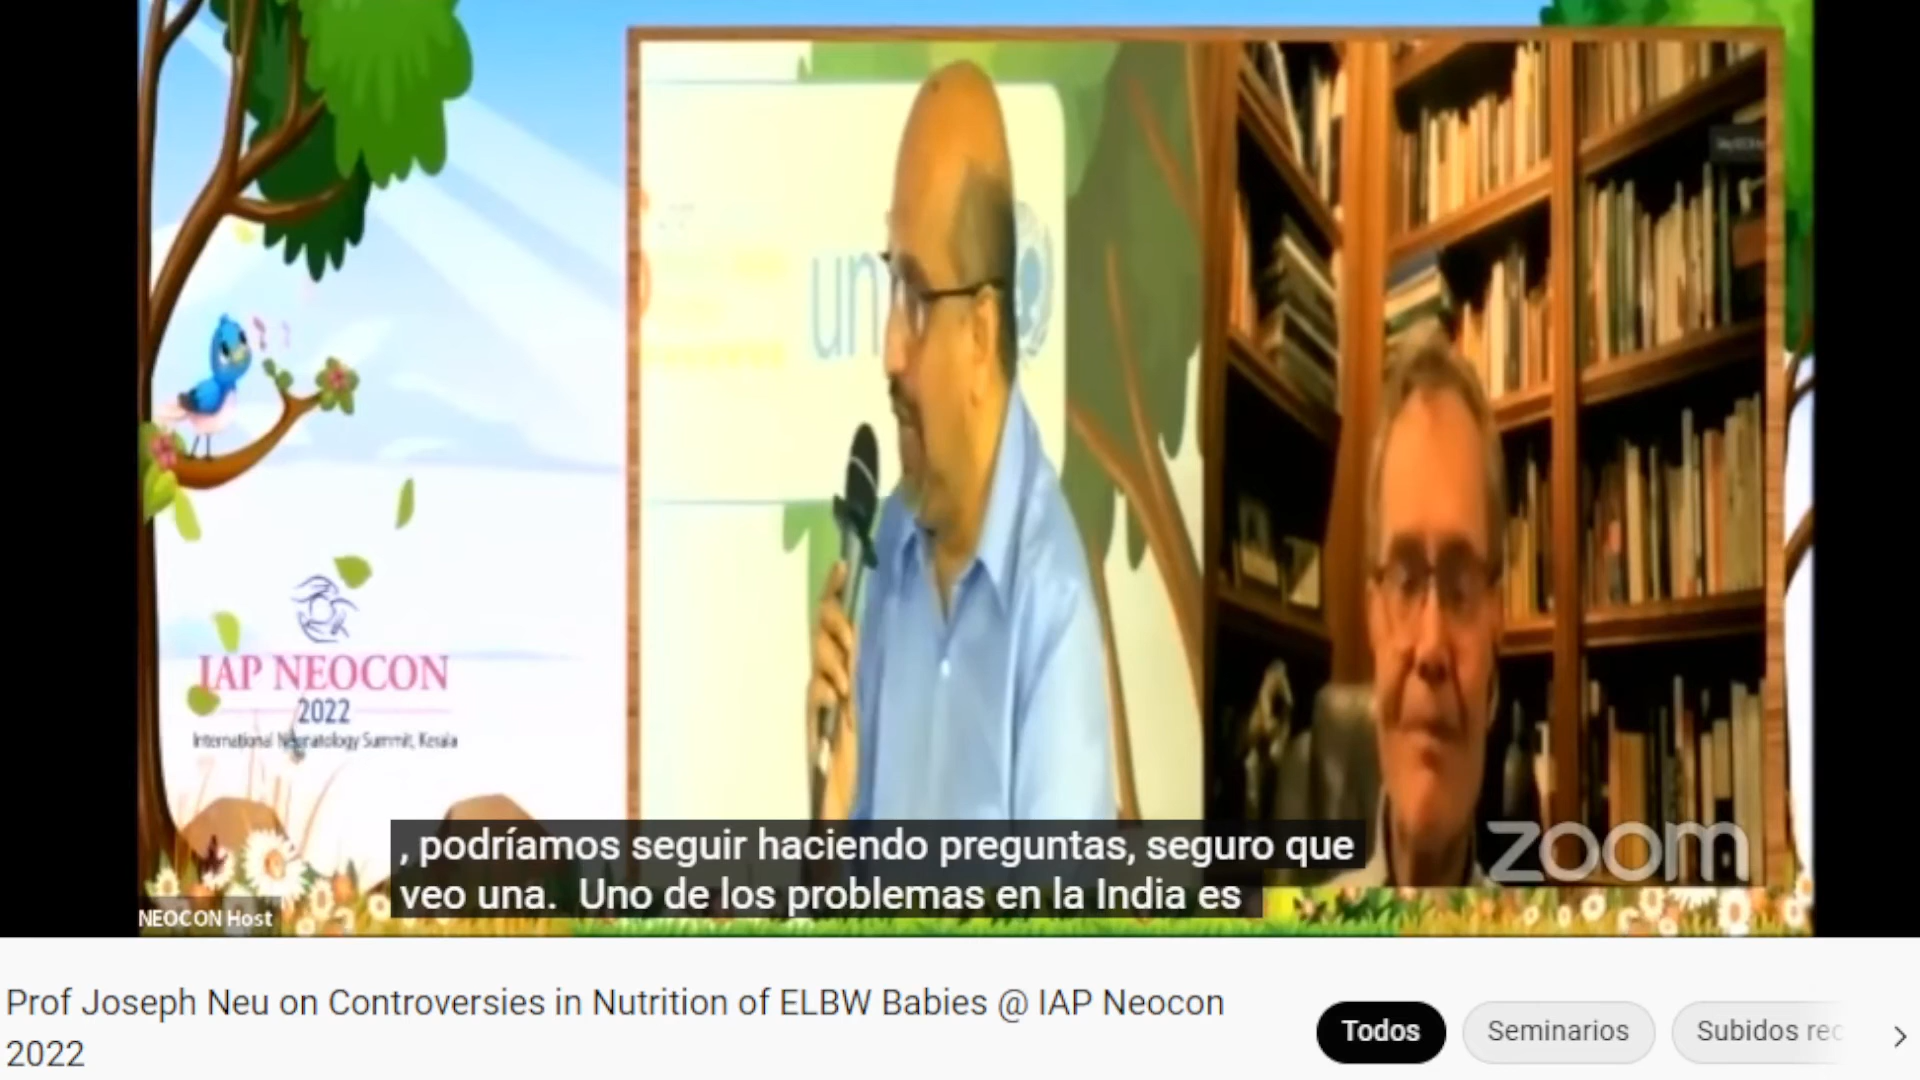 un
IAP NEOCON
2022
International Neonatology Summit, Kerala
, podríamos seguir haciendo preguntas, seguro que
veo una. Uno de los problemas en la India es
zoom
NEOCON Host
Prof Joseph Neu on Controversies in Nutrition of ELBW Babies @ IAP Neocon
2022
Todos
Seminarios
Subidos rec